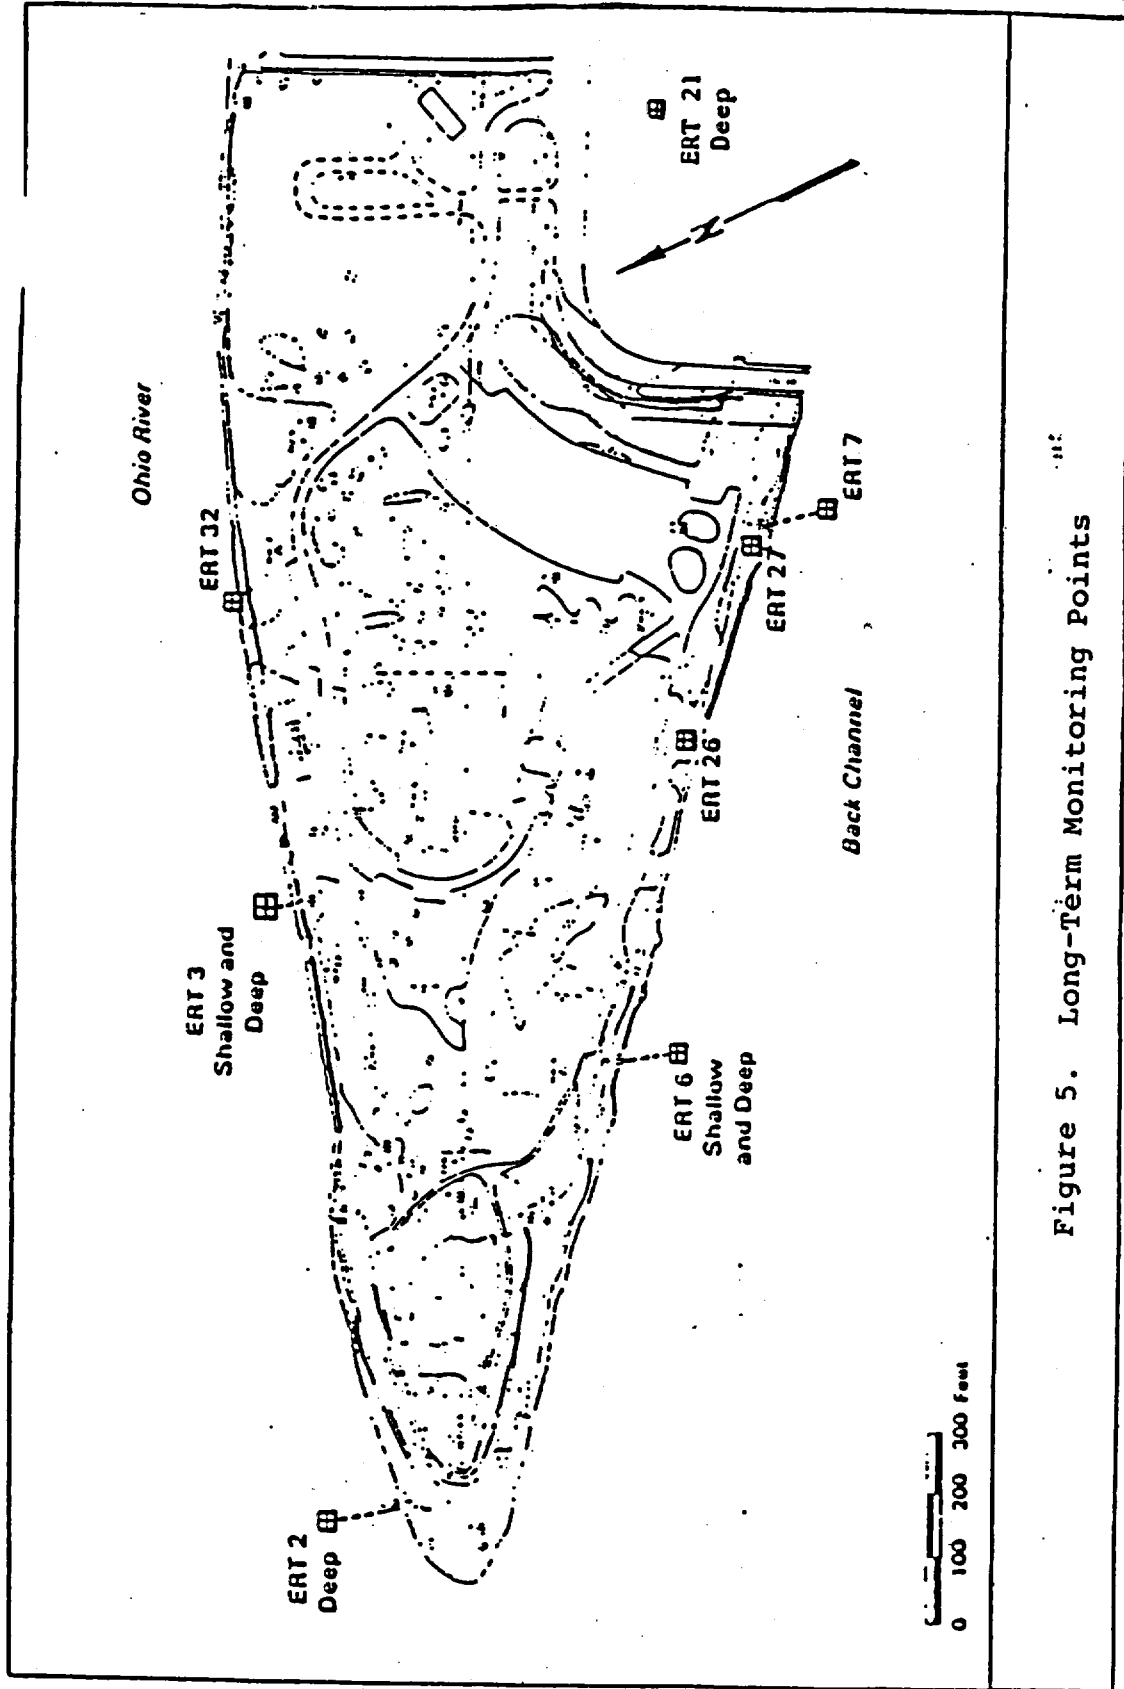 Ohio River
ERT 32
ERT 3
Shallow and
Deep
ERT 2
Deep
ERT 21
Deep
N
ERT 7
ERT 27
ERT 26
Back Channel
ERT 6
Shallow
and Deep
0 100 200 300 Feet
Figure 5. Long-Term Monitoring Points